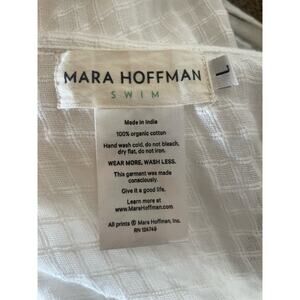 MARA HOFFMAN
SWIM
L
Made in India
100% organic cotton
Hand wash cold, do not bleach,
dry flat, do not iron.
WEAR MORE, WASH LESS.
This garment was made
consciously.
Give it a good life.
Learn more at
www.MaraHoffman.com
All prints ® Mara Hoffman, Inc.
RN 124749